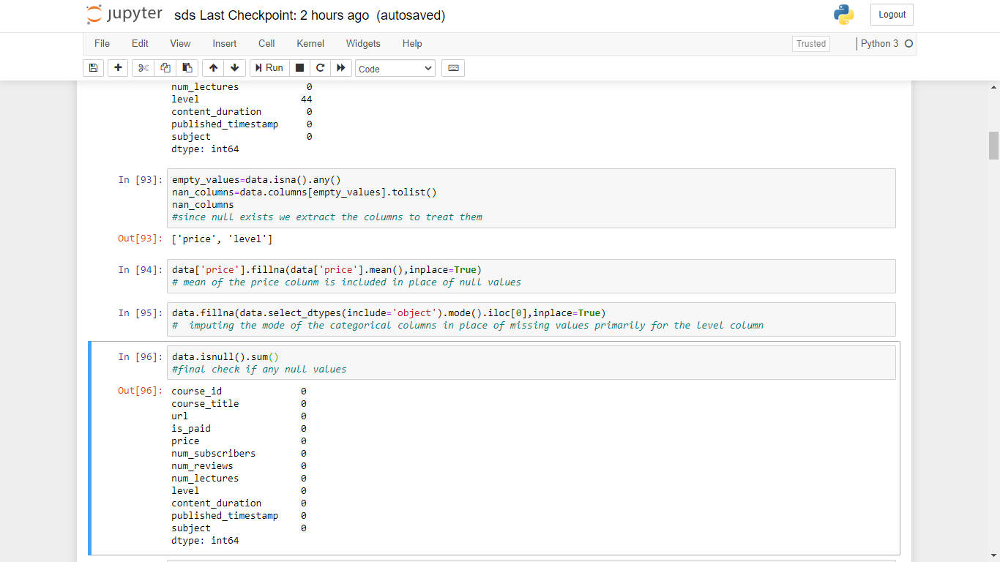 jupyter sds Last Checkpoint: 2 hours ago (autosaved)
Logout
File Edit View Insert Cell Kernel Widgets Help
Trusted
Python 3
Run
Code
num_lectures 0
level 44
content_duration 0
published_timestamp 0
subject 0
dtype: int64
In [93]: empty_values=data.isna().any()
nan_columns=data.columns[empty_values].tolist()
nan_columns
#since null exists we extract the columns to treat them
Out[93]: ['price', 'level']
In [94]: data['price'].fillna(data['price'].mean(),inplace=True)
# mean of the price colunm is included in place of null values
In [95]: data.fillna(data.select_dtypes(include='object').mode().iloc[0],inplace=True)
#  imputing the mode of the categorical columns in place of missing values primarily for the level column
In [96]: data.isnull().sum()
#final check if any null values
Out[96]: course_id 0
course_title 0
url 0
is_paid 0
price 0
num_subscribers 0
num_reviews 0
num_lectures 0
level 0
content_duration 0
published_timestamp 0
subject 0
dtype: int64